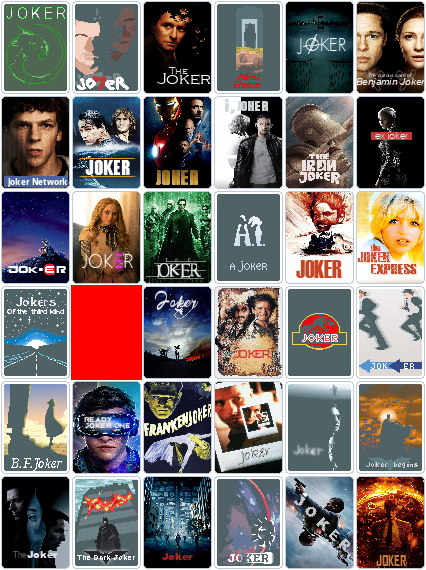 JOKER
JOKER
THE
JOKER
Joker
JOKER
The curious case of
Benjamin Joker
Joker Network
JOKER
JOKER
i, JOKER
THE
IRON
JOKER
ex joker
JOK-ER
JOKER
THE
JOKER
A.I.
A JOKER
JOKER
JOKER
EXPRESS
Jokers
Of the third kind
Joker
JOKER
JOKER
JOK ER
B.F. Joker
READY
JOKER ONE
FRANKENJOKER
joker
Joker
Joker begins
The Joker
The Dark Joker
Joker
JOKER
JOKER
JOKER